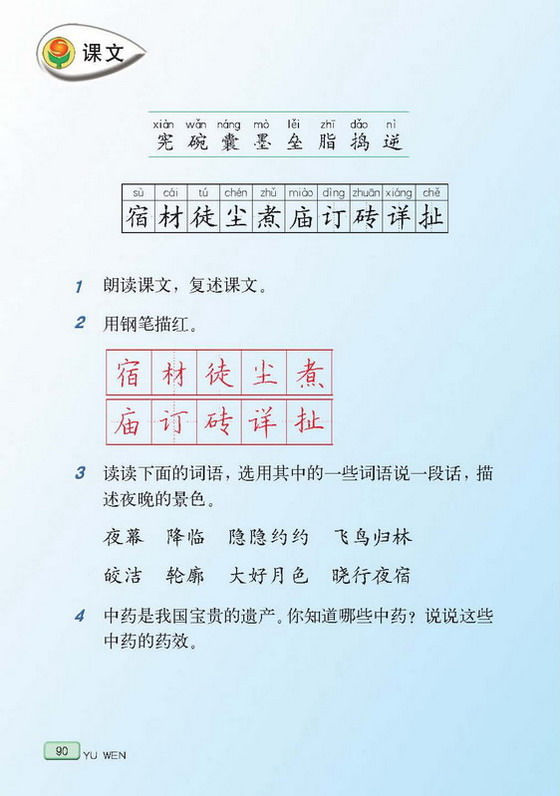 课文
xiàn wǎn náng mò lěi zhī dǎo nì
宪 碗 囊 墨 垒 脂 捣 逆
sù cái tú chén zhǔ miào dìng zhuān xiáng chě
宿 材 徒 尘 煮 庙 订 砖 详 扯
1 朗读课文，复述课文。
2 用钢笔描红。
宿 材 徒 尘 煮
庙 订 砖 详 扯
3 读读下面的词语，选用其中的一些词语说一段话，描
述夜晚的景色。
夜幕 降临 隐隐约约 飞鸟归林
皎洁 轮廓 大好月色 晓行夜宿
4 中药是我国宝贵的遗产。你知道哪些中药？说说这些
中药的药效。
90 YU WEN